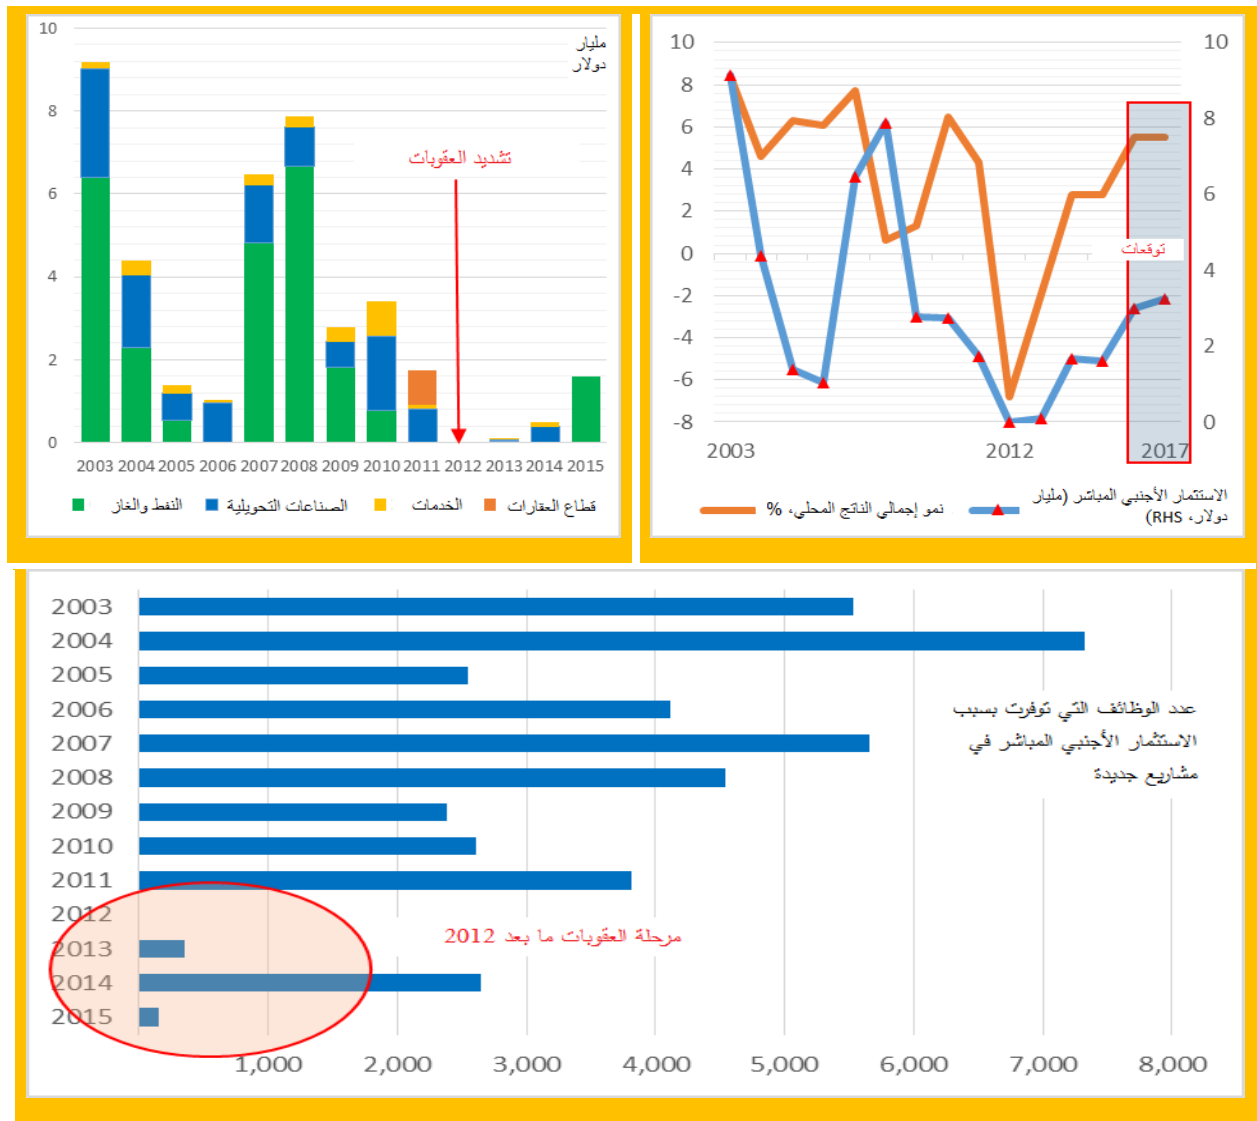 10
8
6
4
2
0
مليار
دولار
تشديد العقوبات
2003 2004 2005 2006 2007 2008 2009 2010 2011 2012 2013 2014 2015
النفط والغاز الصناعات التحويلية الخدمات قطاع العقارات
10
8
6
4
2
0
-2
-4
-6
-8
10
8
6
4
2
0
توقعات
2003 2012 2017
نمو إجمالي الناتج المحلي، %
الاستثمار الأجنبي المباشر (مليار
دولار، RHS)
2003
2004
2005
2006
2007
2008
2009
2010
2011
2012
2013
2014
2015
عدد الوظائف التي توفرت بسبب
الاستثمار الأجنبي المباشر في
مشاريع جديدة
مرحلة العقوبات ما بعد 2012
1,000 2,000 3,000 4,000 5,000 6,000 7,000 8,000